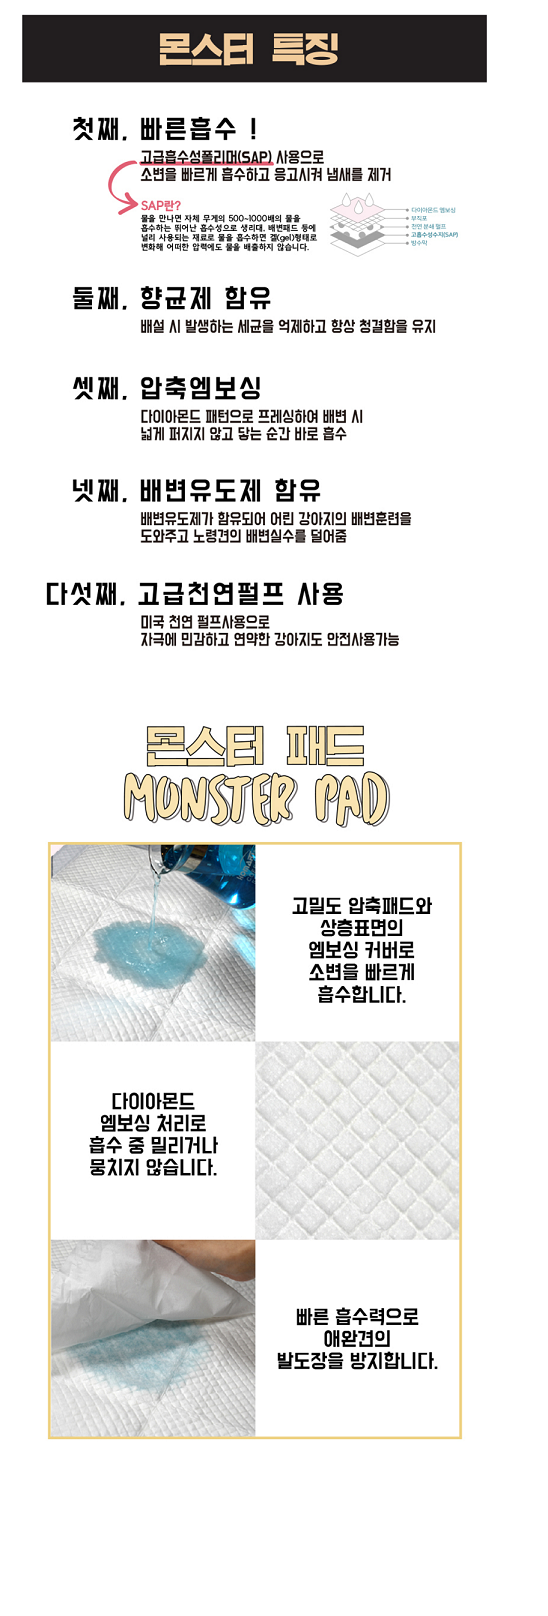 몬스터 특징
첫째, 빠른흡수 !
고급흡수성폴리머(SAP) 사용으로
소변을 빠르게 흡수하고 응고시켜 냄새를 제거
SAP란?
물을 만나면 자체 무게의 500~1000배의 물을
흡수하는 뛰어난 흡수성으로 생리대, 배변패드 등에
널리 사용되는 재료로 물을 흡수하면 겔(gel)형태로
변화해 어떠한 압력에도 물을 배출하지 않습니다.
다이아몬드 엠보싱
부직포
천연 분쇄 펄프
고흡수성수지(SAP)
방수막
둘째, 향균제 함유
배설 시 발생하는 세균을 억제하고 항상 청결함을 유지
셋째, 압축엠보싱
다이아몬드 패턴으로 프레싱하여 배변 시
넓게 퍼지지 않고 닿는 순간 바로 흡수
넷째, 배변유도제 함유
배변유도제가 함유되어 어린 강아지의 배변훈련을
도와주고 노령견의 배변실수를 덜어줌
다섯째, 고급천연펄프 사용
미국 천연 펄프사용으로
자극에 민감하고 연약한 강아지도 안전사용가능
몬스터 패드
MONSTER PAD
고밀도 압축패드와
상층표면의
엠보싱 커버로
소변을 빠르게
흡수합니다.
다이아몬드
엠보싱 처리로
흡수 중 밀리거나
뭉치지 않습니다.
빠른 흡수력으로
애완견의
발도장을 방지합니다.